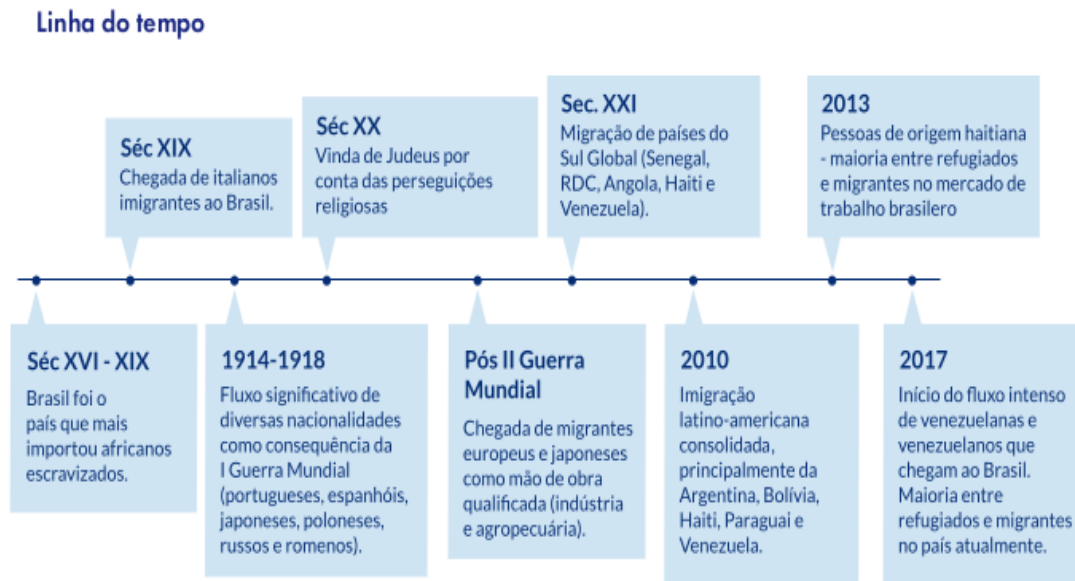 Linha do tempo
Séc XVI - XIX
Brasil foi o
país que mais
importou africanos
escravizados.
Séc XIX
Chegada de italianos
imigrantes ao Brasil.
1914-1918
Fluxo significativo de
diversas nacionalidades
como consequência da
I Guerra Mundial
(portugueses, espanhóis,
japoneses, poloneses,
russos e romenos).
Séc XX
Vinda de Judeus por
conta das perseguições
religiosas
Pós II Guerra
Mundial
Chegada de migrantes
europeus e japoneses
como mão de obra
qualificada (indústria
e agropecuária).
Sec. XXI
Migração de países do
Sul Global (Senegal,
RDC, Angola, Haiti e
Venezuela).
2010
Imigração
latino-americana
consolidada,
principalmente da
Argentina, Bolívia,
Haiti, Paraguai e
Venezuela.
2013
Pessoas de origem haitiana
- maioria entre refugiados
e migrantes no mercado de
trabalho brasilero
2017
Início do fluxo intenso
de venezuelanas e
venezuelanos que
chegam ao Brasil.
Maioria entre
refugiados e migrantes
no país atualmente.